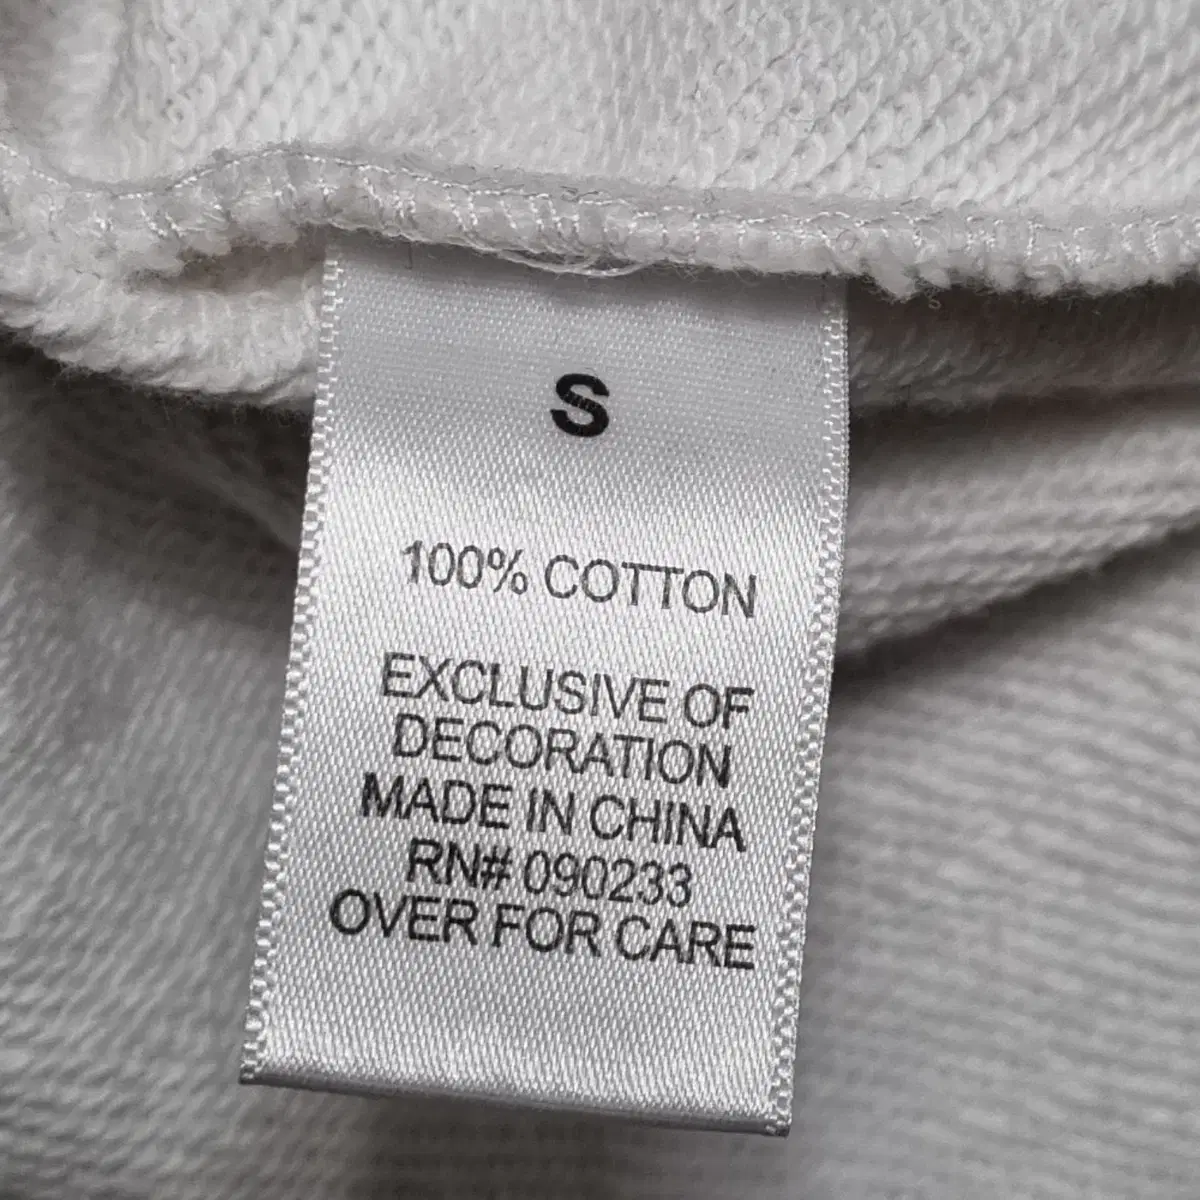 S
100% COTTON
EXCLUSIVE OF
DECORATION
MADE IN CHINA
RN# 090233
OVER FOR CARE